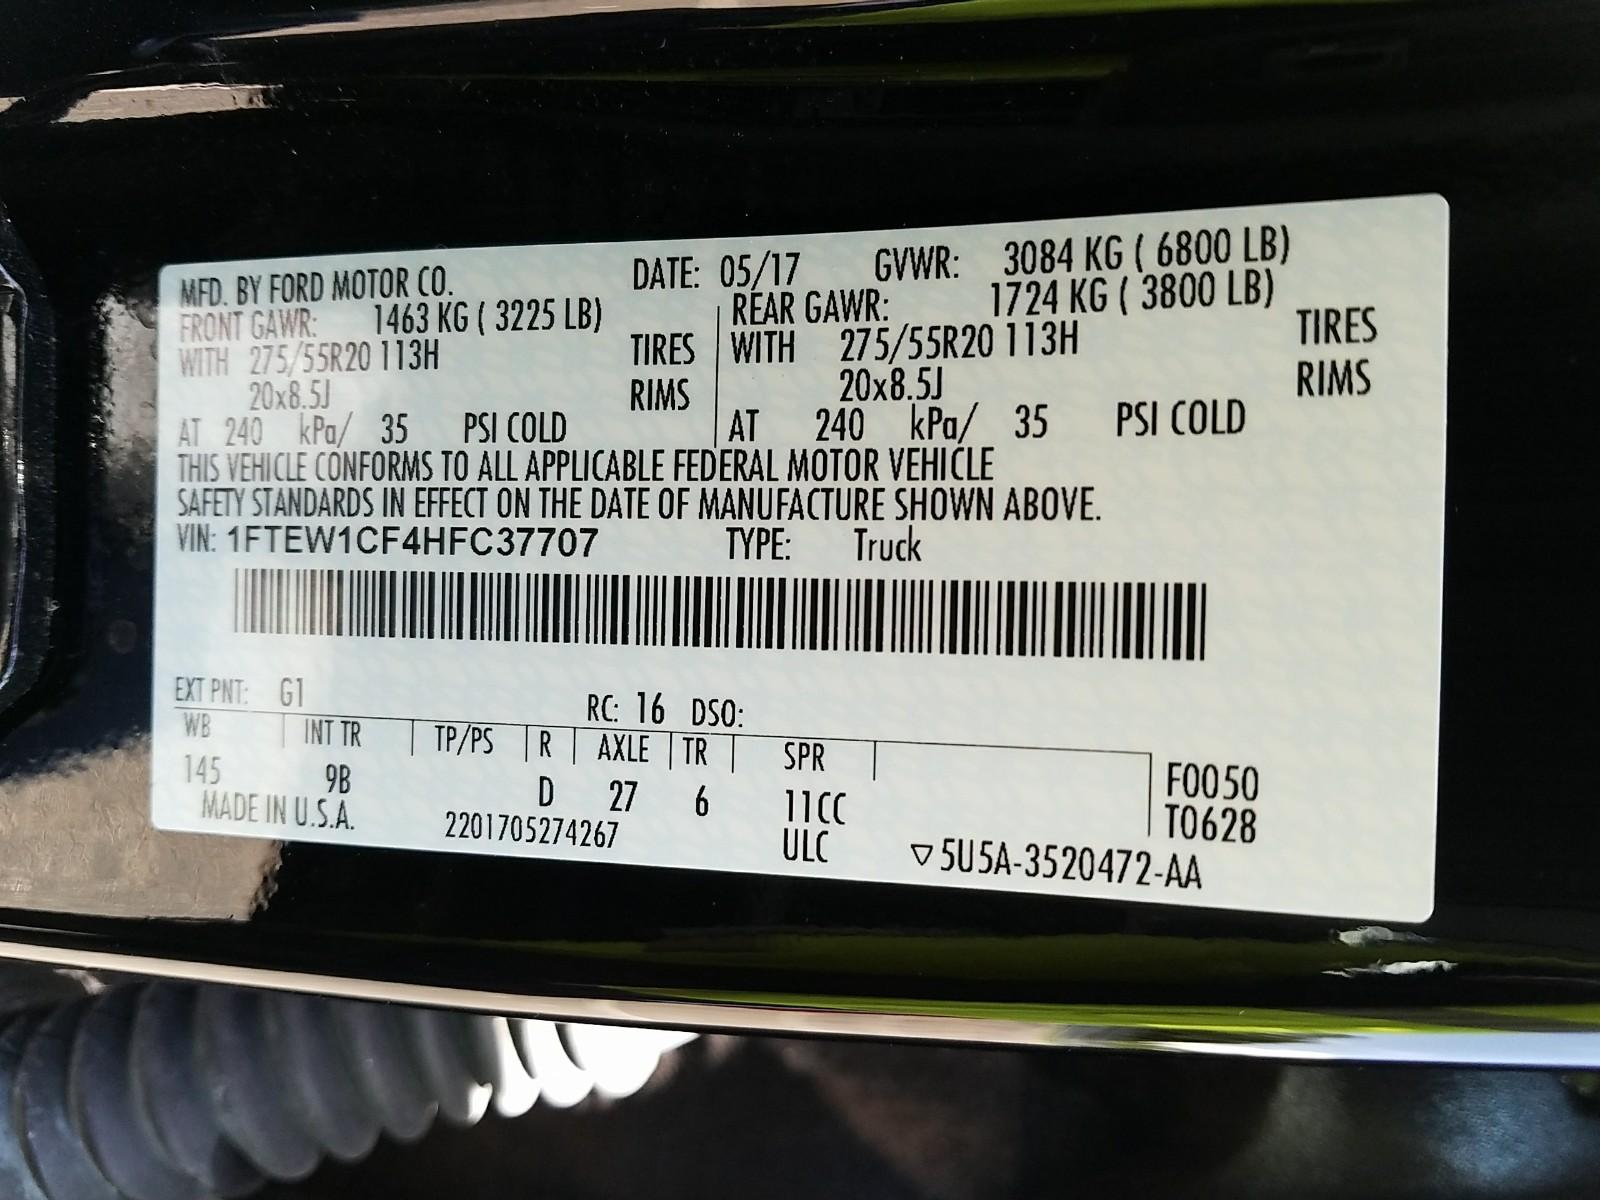 MFD. BY FORD MOTOR CO. DATE: 05/17 GVWR: 3084 KG ( 6800 LB)
FRONT GAWR: 1463 KG ( 3225 LB) REAR GAWR: 1724 KG ( 3800 LB)
WITH 275/55R20 113H TIRES WITH 275/55R20 113H TIRES
20x8.5J RIMS 20x8.5J RIMS
AT 240 kPa/ 35 PSI COLD AT 240 kPa/ 35 PSI COLD
THIS VEHICLE CONFORMS TO ALL APPLICABLE FEDERAL MOTOR VEHICLE
SAFETY STANDARDS IN EFFECT ON THE DATE OF MANUFACTURE SHOWN ABOVE.
VIN: 1FTEW1CF4HFC37707 TYPE: Truck
EXT PNT: G1 RC: 16 DSO:
WB INT TR TP/PS R AXLE TR SPR
145 9B D 27 6 11CC F0050
MADE IN U.S.A. 2201705274267 ULC T0628
▽5U5A-3520472-AA